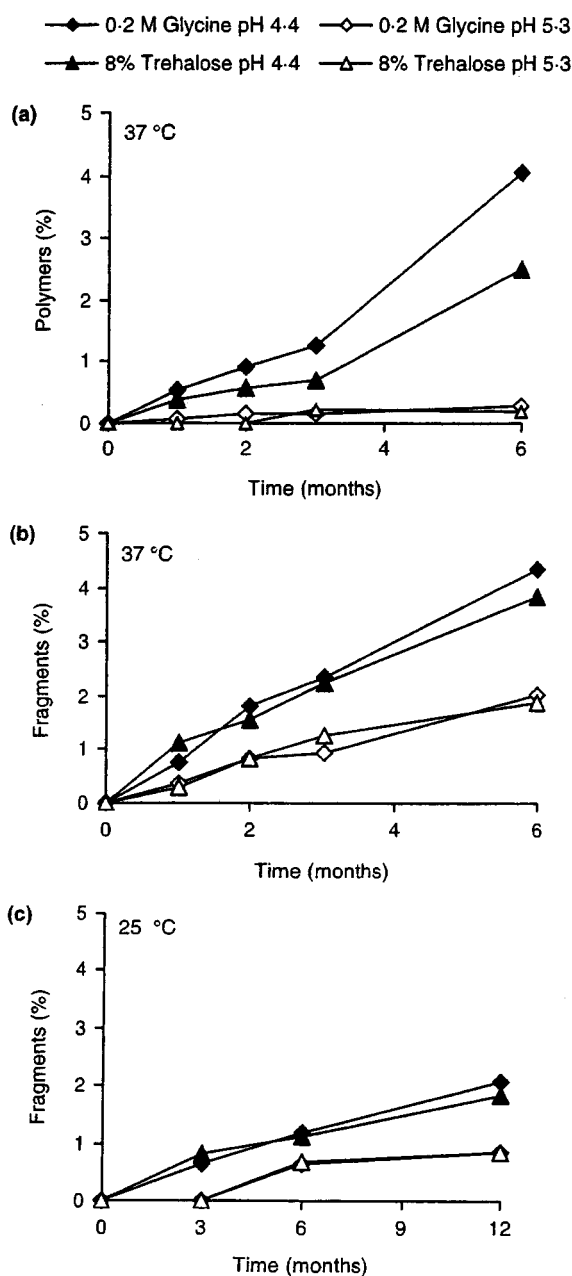 0·2 M Glycine pH 4·4 0·2 M Glycine pH 5·3
8% Trehalose pH 4·4 8% Trehalose pH 5·3
(a)
37 °C
5
4
3
2
1
0
Polymers (%)
0 2 4 6
Time (months)
(b)
37 °C
5
4
3
2
1
0
Fragments (%)
0 2 4 6
Time (months)
(c)
25 °C
5
4
3
2
1
0
Fragments (%)
0 3 6 9 12
Time (months)